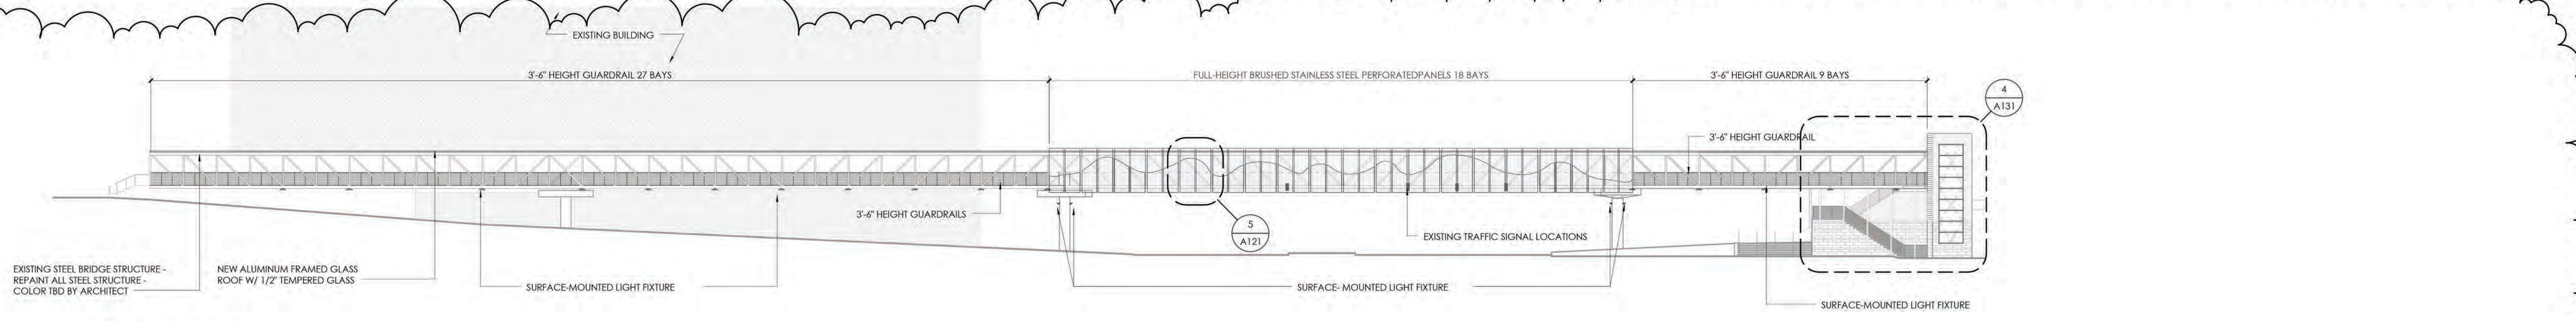 EXISTING BUILDING
3'-6" HEIGHT GUARDRAIL 27 BAYS
FULL-HEIGHT BRUSHED STAINLESS STEEL PERFORATEDPANELS 18 BAYS
3'-6" HEIGHT GUARDRAIL 9 BAYS
4
A131
3'-6" HEIGHT GUARDRAIL
3'-6" HEIGHT GUARDRAILS
5
A121
EXISTING TRAFFIC SIGNAL LOCATIONS
EXISTING STEEL BRIDGE STRUCTURE -
REPAINT ALL STEEL STRUCTURE -
COLOR TBD BY ARCHITECT
NEW ALUMINUM FRAMED GLASS
ROOF W/ 1/2" TEMPERED GLASS
SURFACE-MOUNTED LIGHT FIXTURE
SURFACE- MOUNTED LIGHT FIXTURE
SURFACE-MOUNTED LIGHT FIXTURE